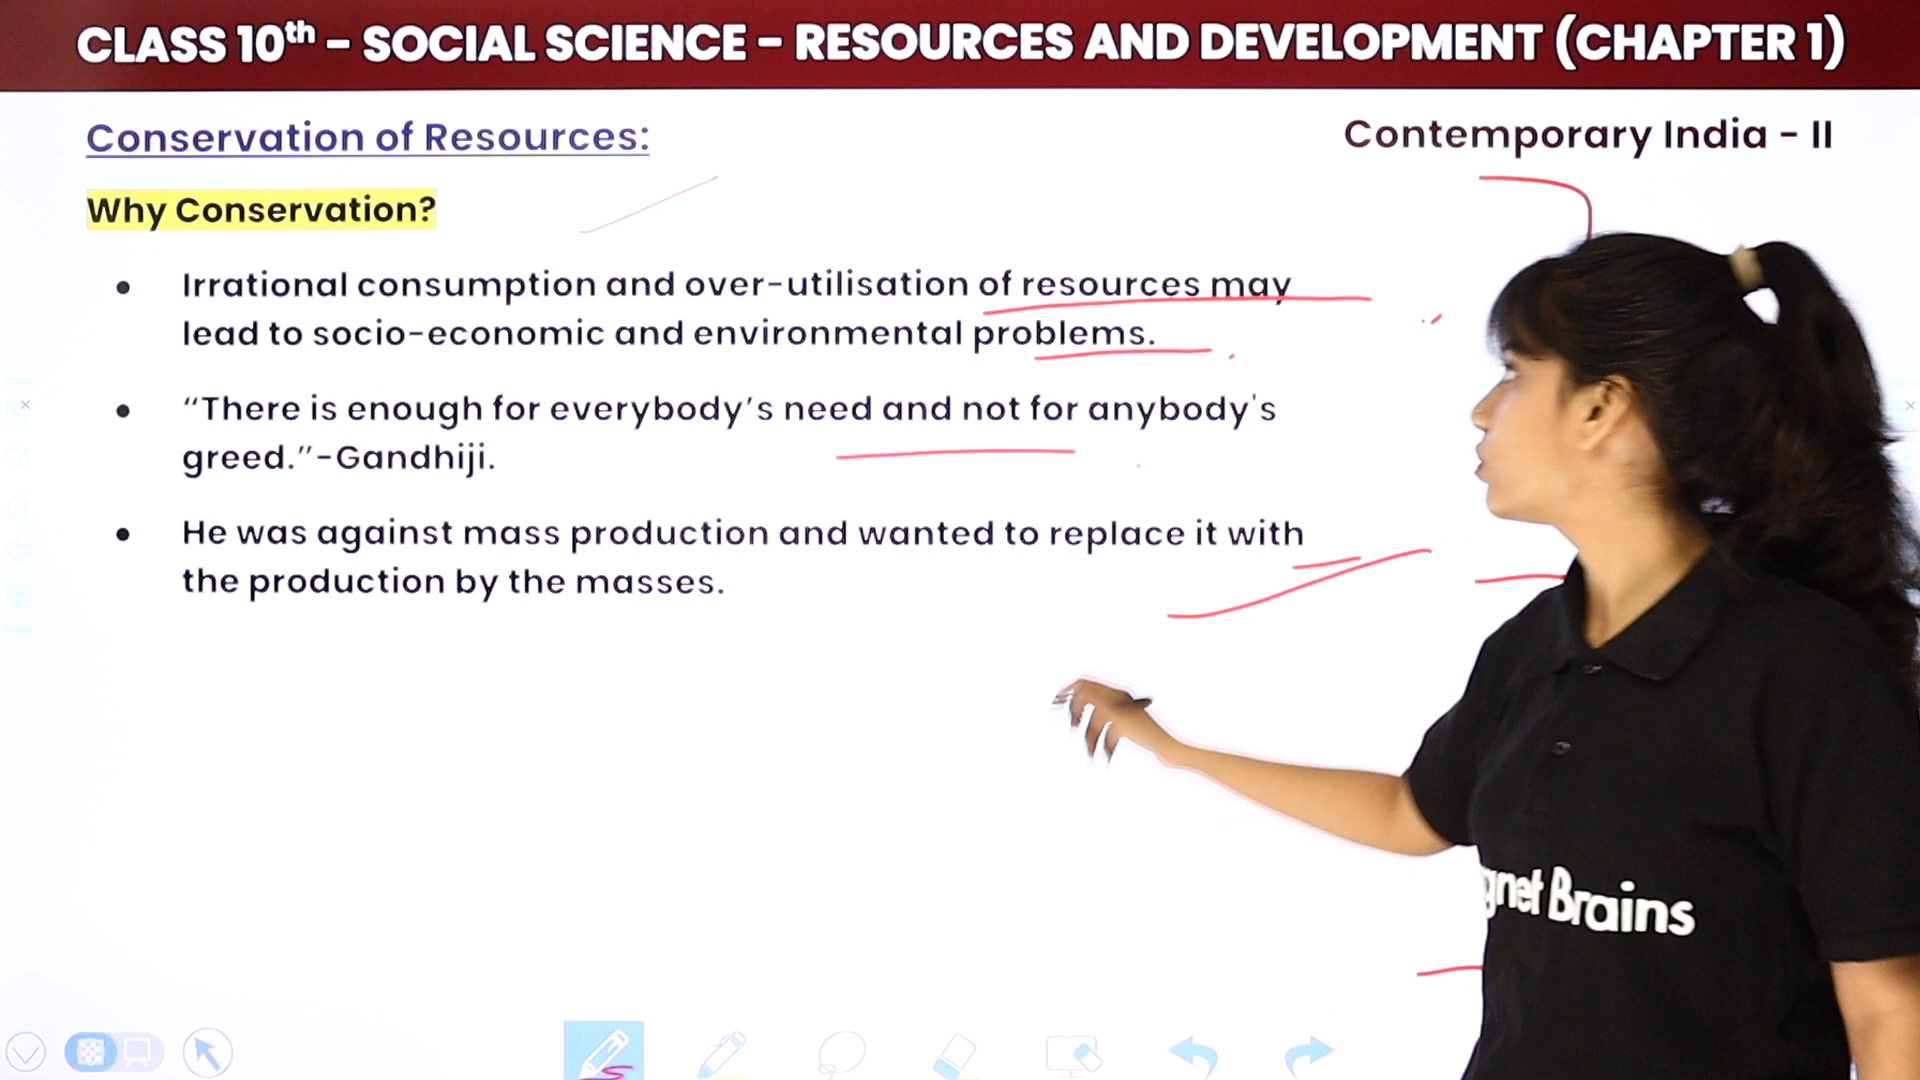 CLASS 10th - SOCIAL SCIENCE - RESOURCES AND DEVELOPMENT (CHAPTER 1)
Conservation of Resources:
Contemporary India - II
Why Conservation?
• Irrational consumption and over-utilisation of resources may
lead to socio-economic and environmental problems.
• “There is enough for everybody’s need and not for anybody's
greed.”-Gandhiji.
• He was against mass production and wanted to replace it with
the production by the masses.
gnet Brains